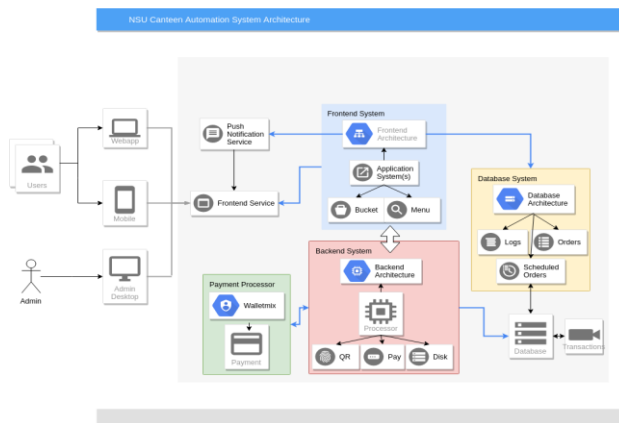 NSU Canteen Automation System Architecture
Users
Admin
Webapp
Mobile
Admin
Desktop
Push
Notification
Service
Frontend Service
Frontend System
Frontend
Architecture
Application
System(s)
Bucket
Menu
Database System
Database
Architecture
Logs
Orders
Scheduled
Orders
Backend System
Backend
Architecture
Processor
QR
Pay
Disk
Payment Processor
Walletmix
Payment
Database
Transactions